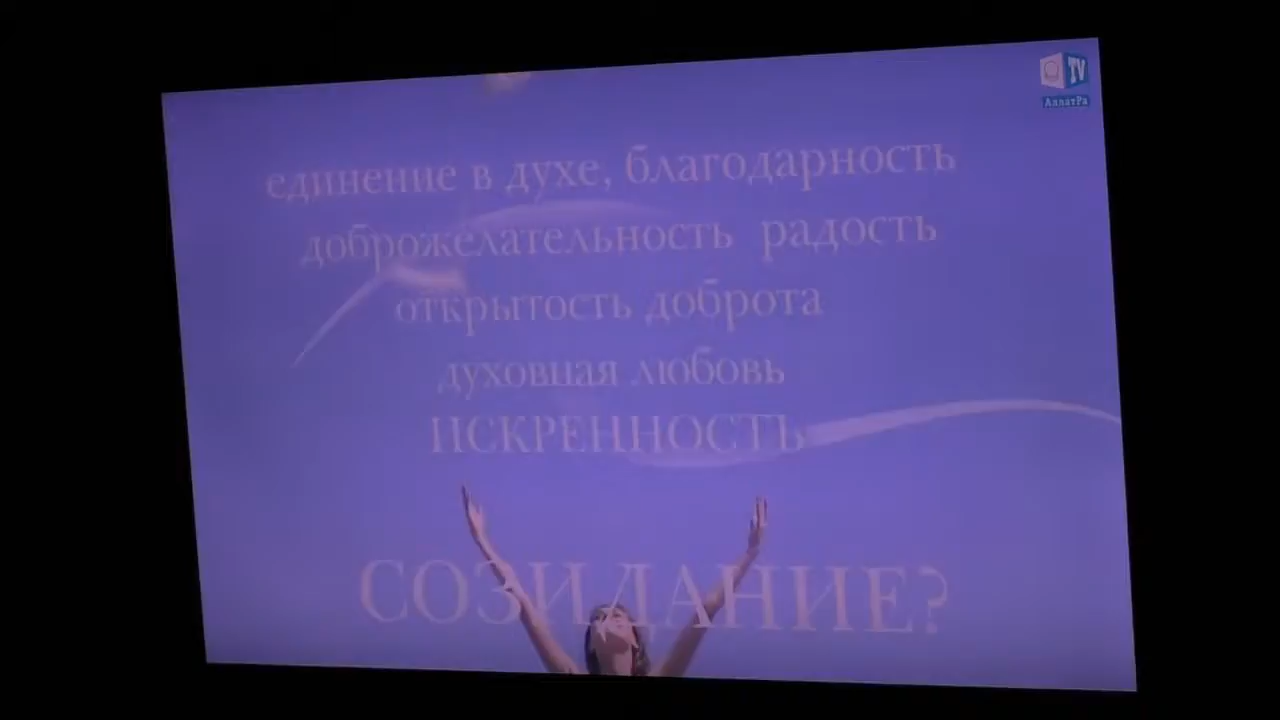 TV
АллатРа
единение в духе, благодарность
доброжелательность радость
открытость доброта
духовная любовь
ИСКРЕННОСТЬ
СОЗИДАНИЕ?